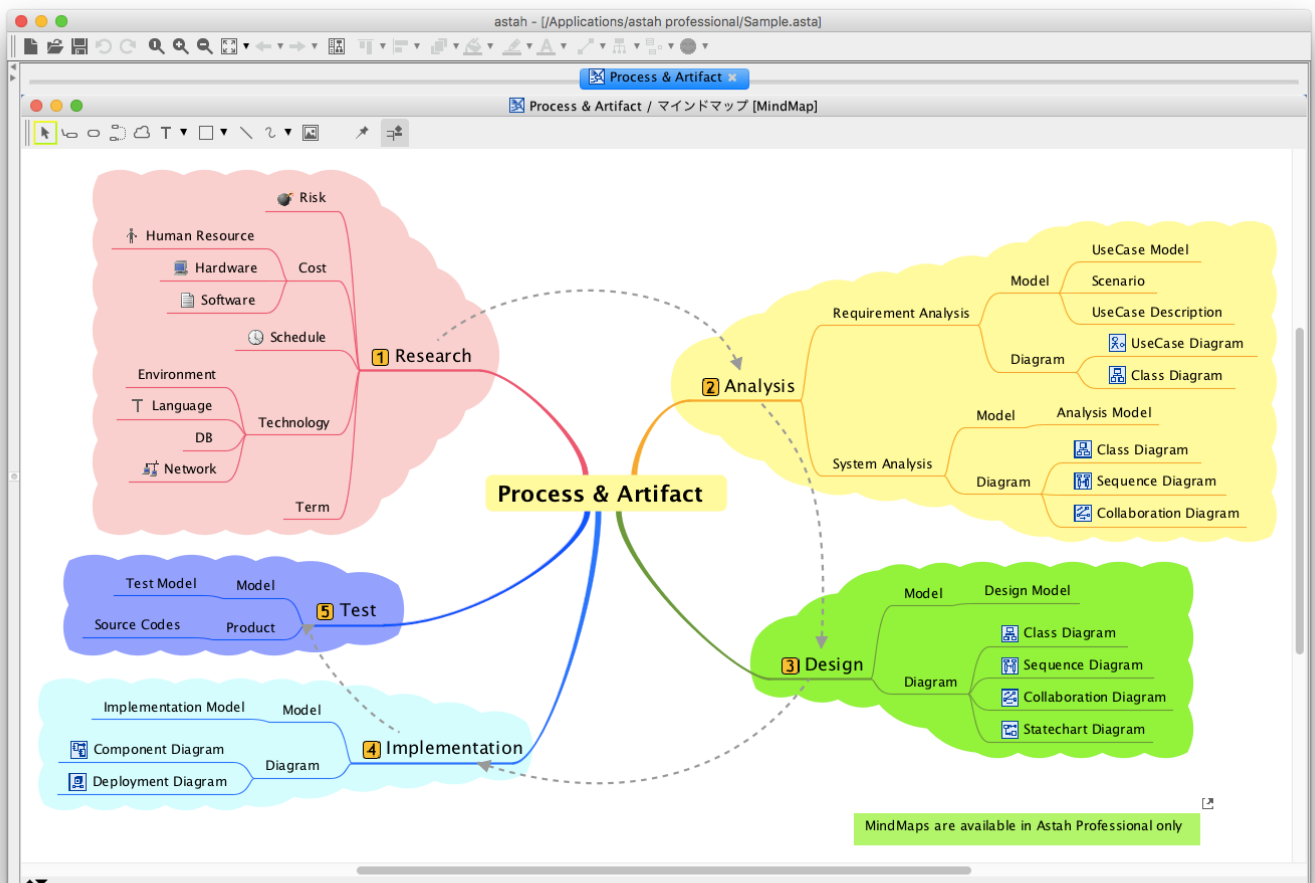 astah - [/Applications/astah professional/Sample.asta]
Process & Artifact
Process & Artifact / マインドマップ [MindMap]
T
Risk
Human Resource
Hardware
Cost
Software
Schedule
1 Research
Environment
T Language
Technology
DB
Network
Term
2 Analysis
Requirement Analysis
Model
UseCase Model
Scenario
UseCase Description
Diagram
UseCase Diagram
Class Diagram
System Analysis
Model
Analysis Model
Diagram
Class Diagram
Sequence Diagram
Collaboration Diagram
Process & Artifact
Test Model
Model
5 Test
Source Codes
Product
3 Design
Model
Design Model
Diagram
Class Diagram
Sequence Diagram
Collaboration Diagram
Statechart Diagram
Implementation Model
Model
4 Implementation
Component Diagram
Diagram
Deployment Diagram
MindMaps are available in Astah Professional only